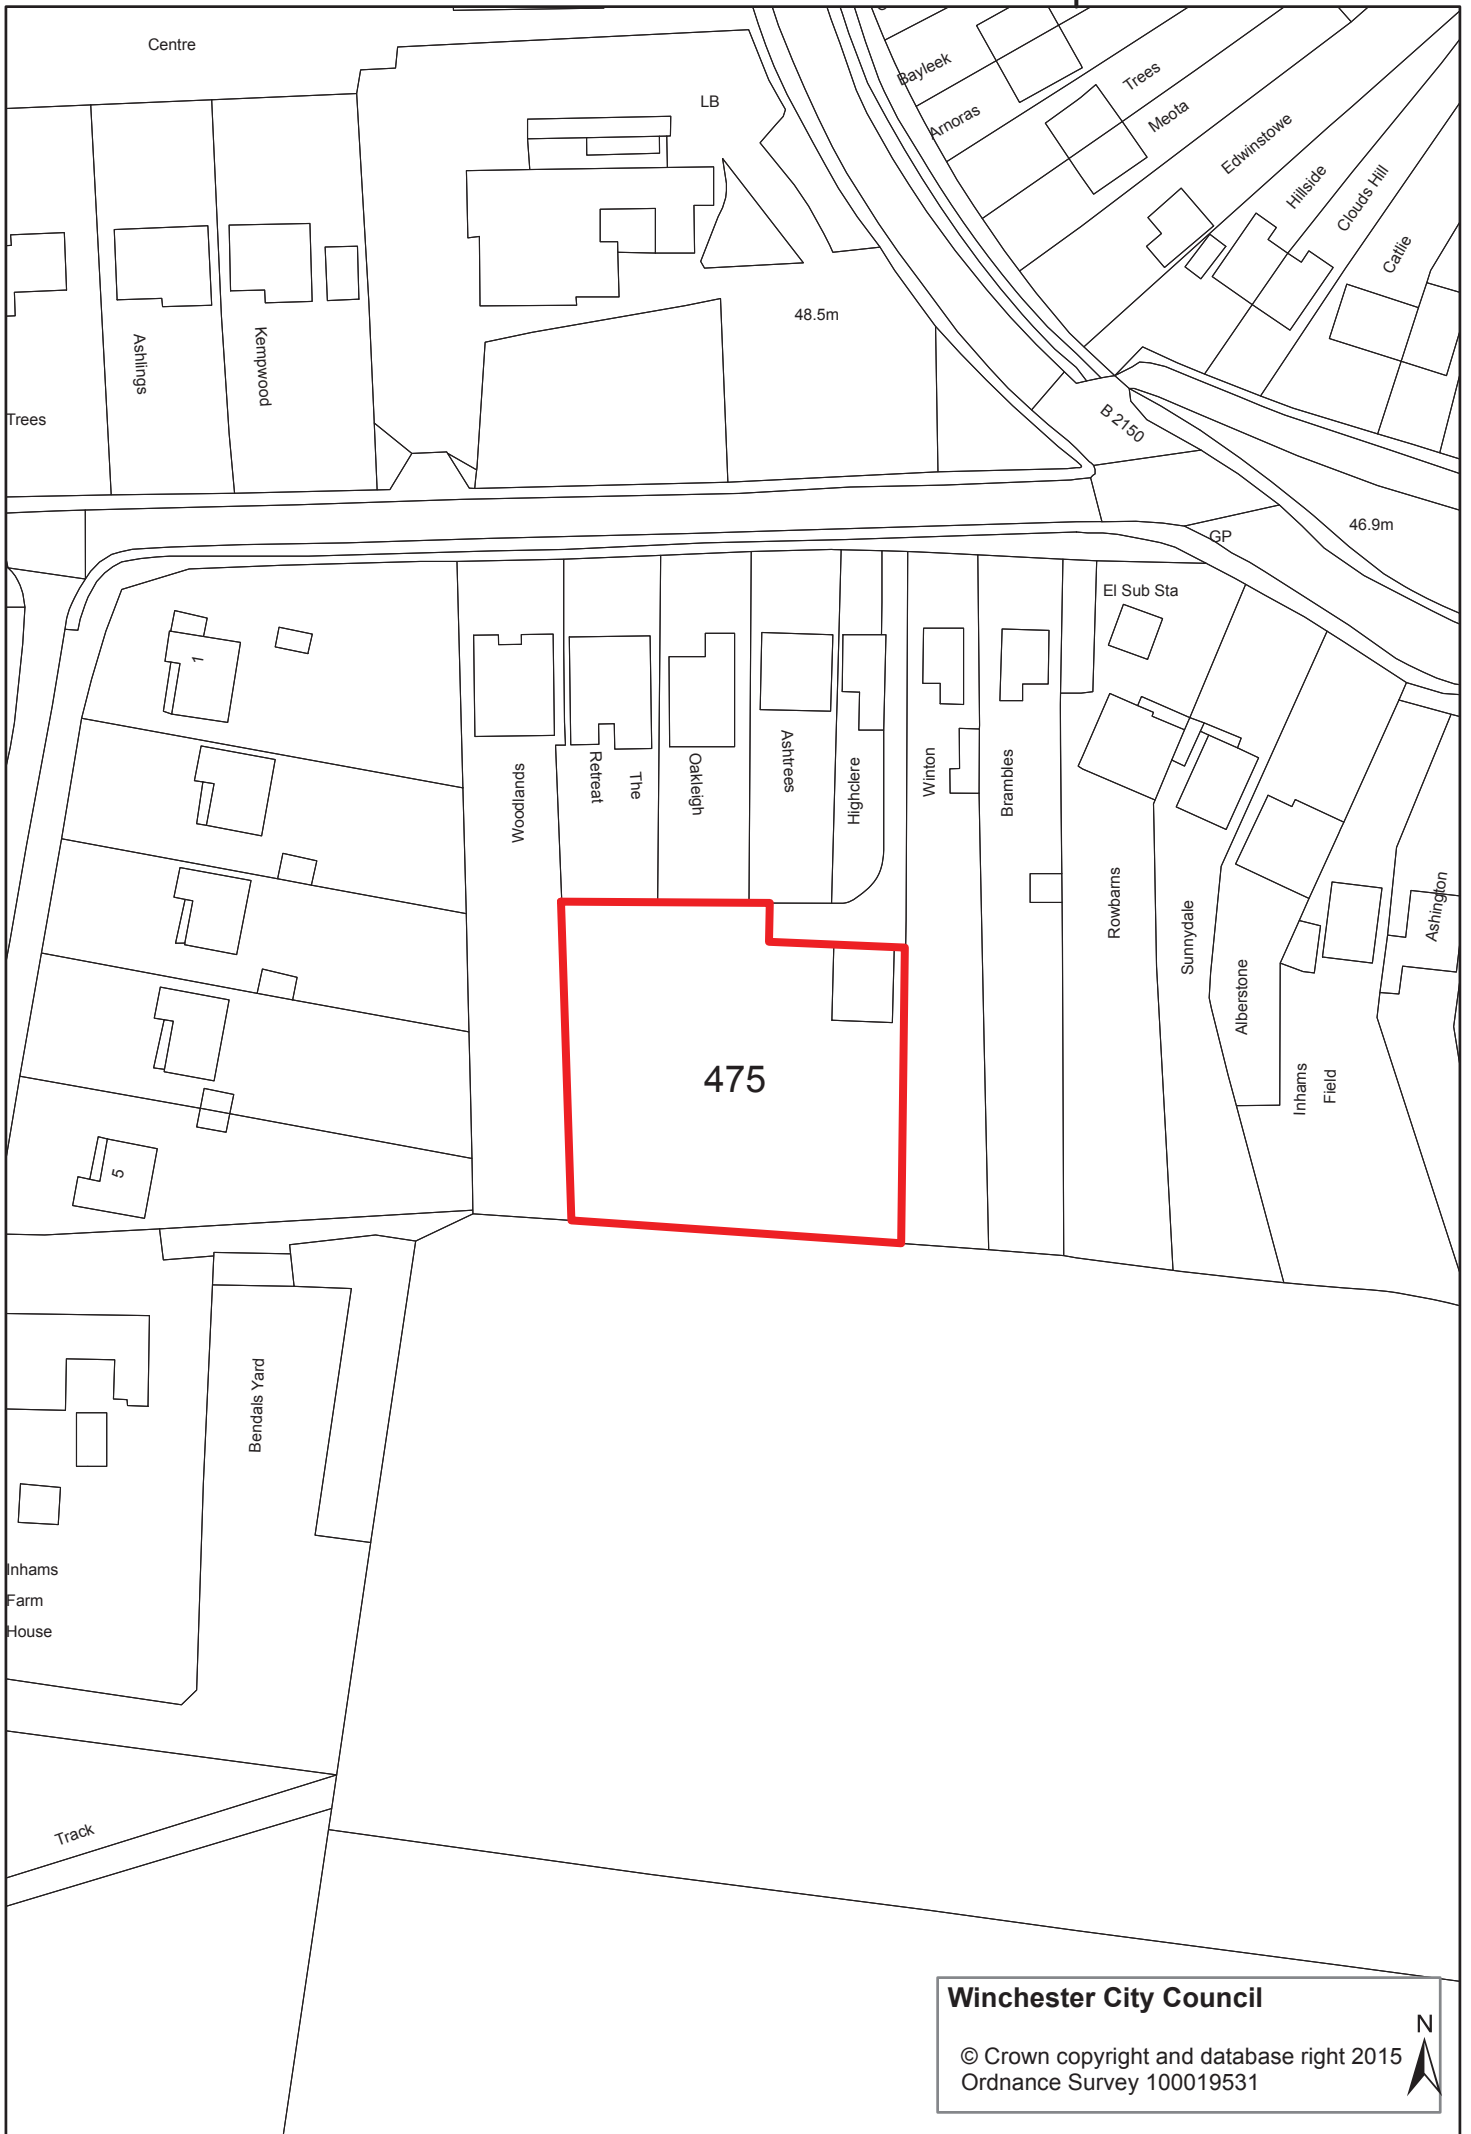 Centre
LB
Bayleek
Arnoras
Trees
Meota
Edwinstowe
Hillside
Clouds Hill
Catlie
48.5m
Ashlings
Kempwood
Trees
B 2150
46.9m
GP
El Sub Sta
1
Woodlands
The
Retreat
Oakleigh
Ashtrees
Highclere
Winton
Brambles
Rowbarns
Sunnydale
Alberstone
Inhams
Field
Ashington
475
5
Bendals Yard
Inhams
Farm
House
Track
Winchester City Council
N
© Crown copyright and database right 2015
Ordnance Survey 100019531